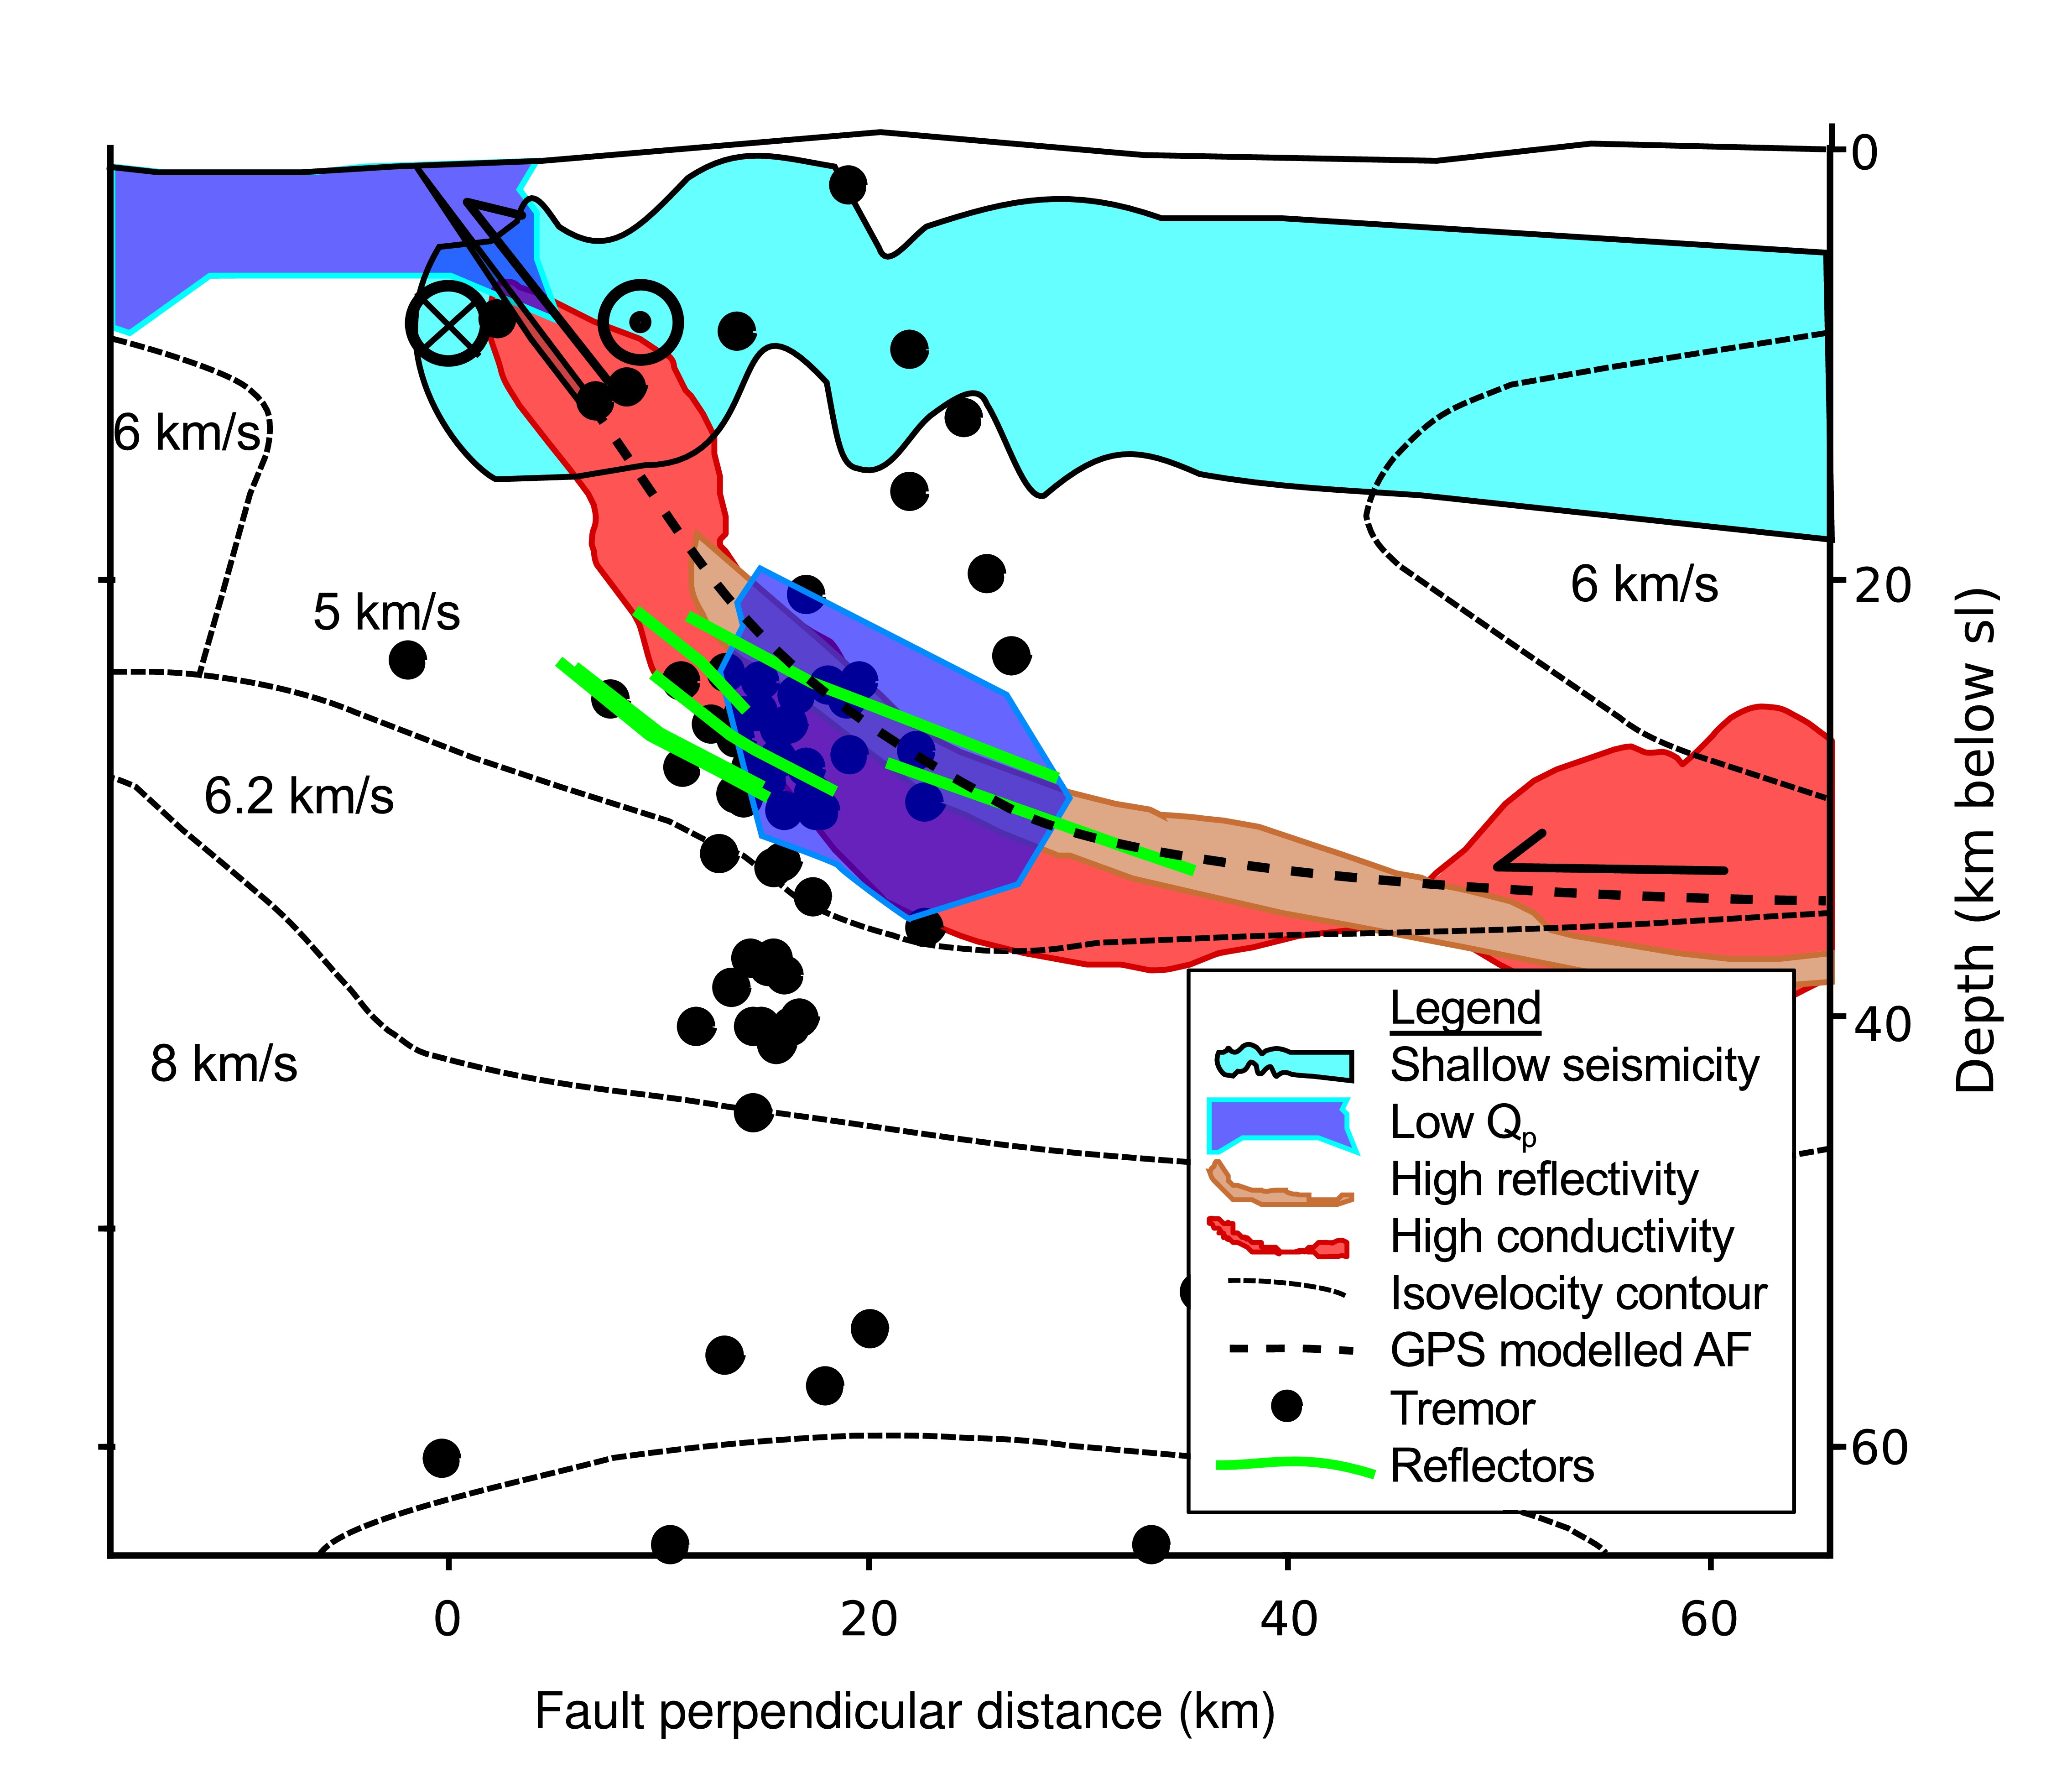 0
6 km/s
20
6 km/s
5 km/s
6.2 km/s
8 km/s
40
60
Depth (km below sl)
Legend
Shallow seismicity
Low Qp
High reflectivity
High conductivity
Isovelocity contour
GPS modelled AF
Tremor
Reflectors
0 20 40 60
Fault perpendicular distance (km)